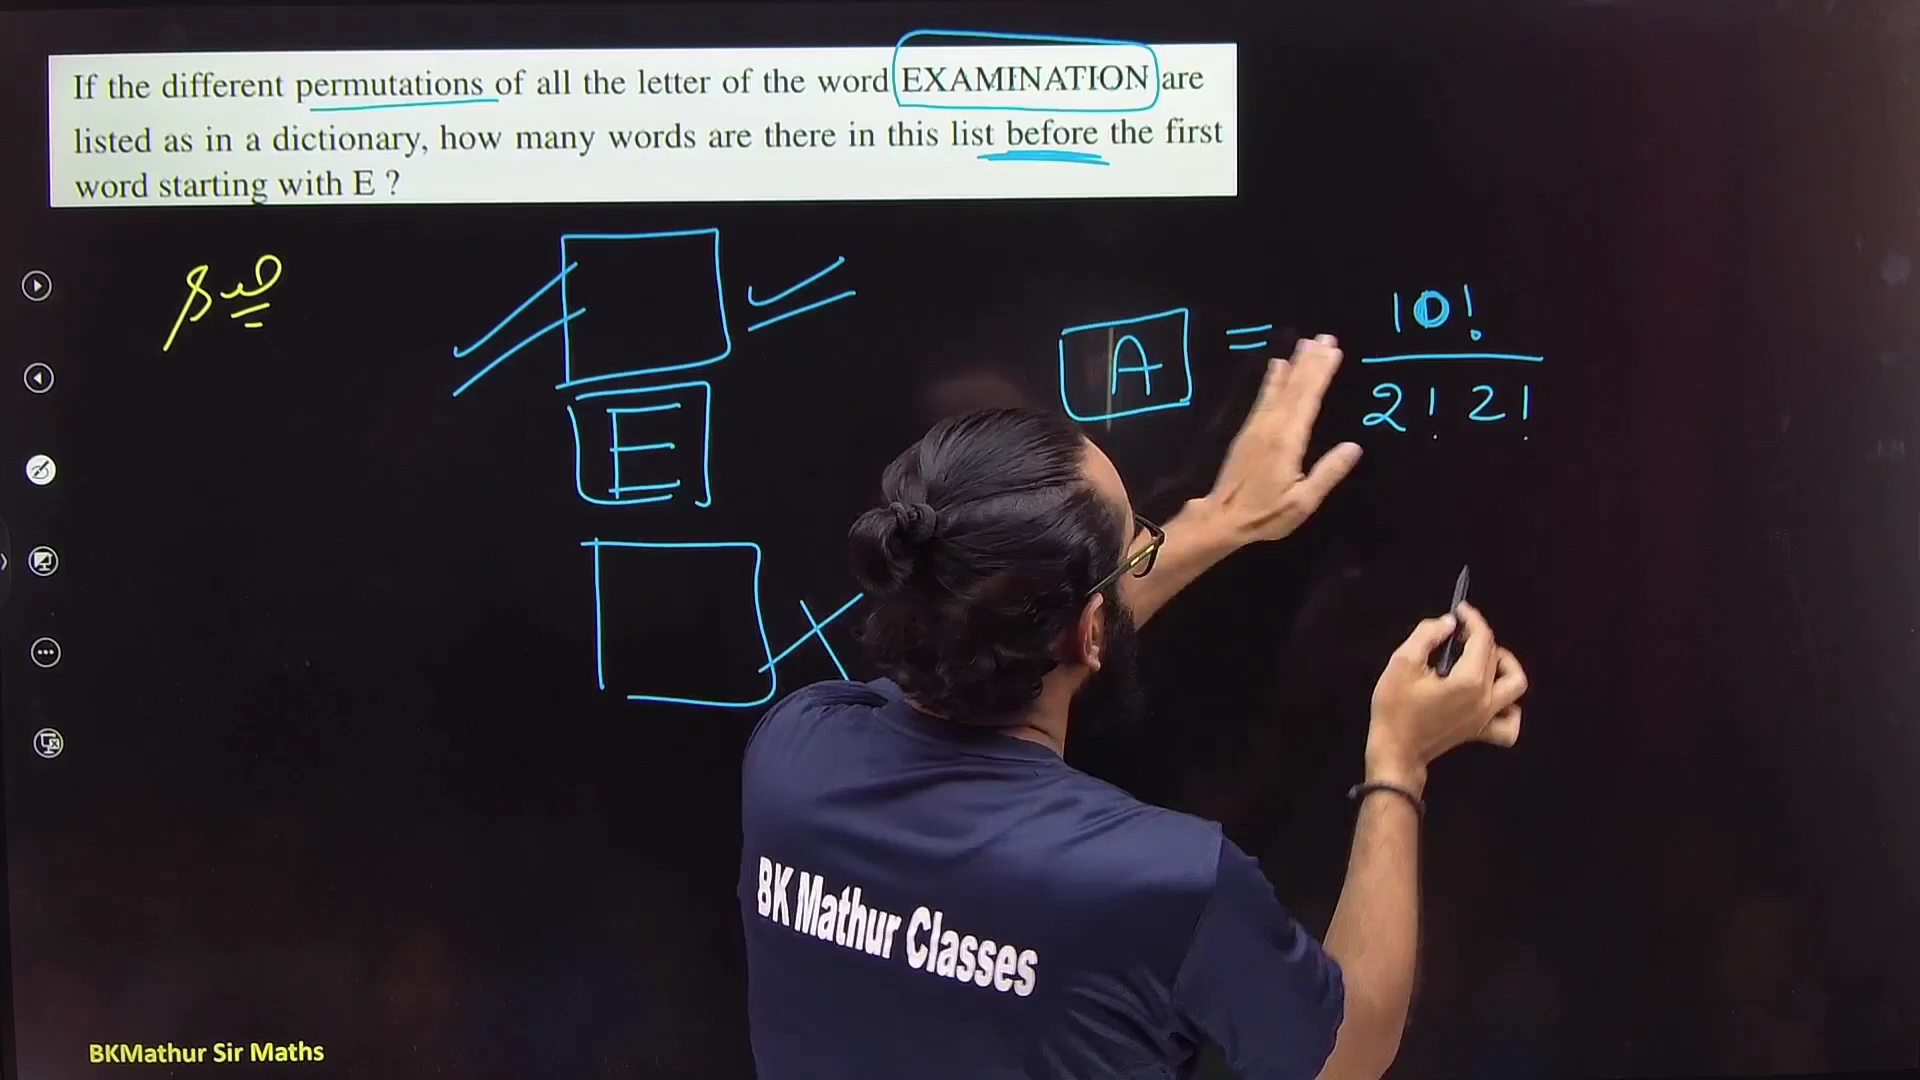 If the different permutations of all the letter of the word EXAMINATION are
listed as in a dictionary, how many words are there in this list before the first
word starting with E ?
A = 10!
2! 2!
E
BK Mathur Classes
BKMathur Sir Maths